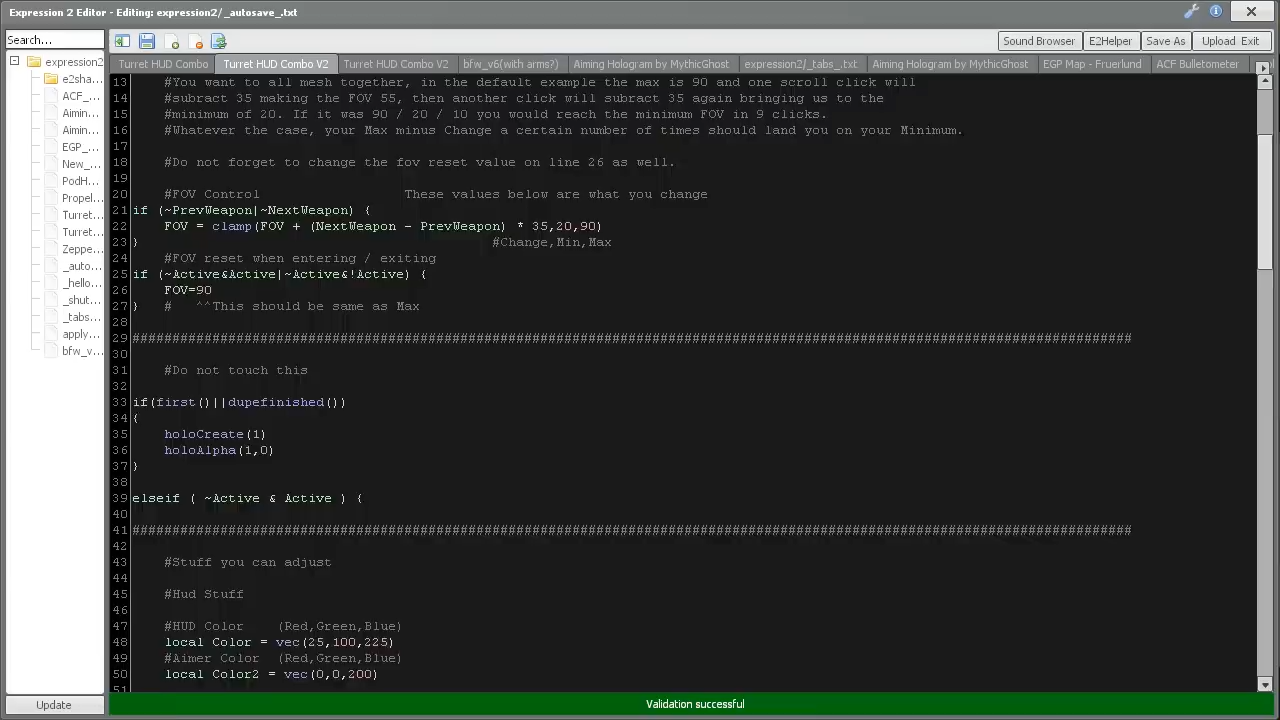 Expression 2 Editor - Editing: expression2/_autosave_.txt
Search...
Sound Browser E2Helper Save As Upload Exit
Turret HUD Combo Turret HUD Combo V2 Turret HUD Combo V2 bfw_v6(with arms?) Aiming Hologram by MythicGhost expression2/_tabs_.txt Aiming Hologram by MythicGhost EGP Map - Fruerlund ACF Bulletometer
expression2
e2sha...
ACF_...
Aimin...
Aimin...
EGP_...
New_...
PodH...
Propel...
Turret...
Turret...
Zeppe...
_auto...
_hello...
_shut...
_tabs...
apply...
bfw_v...
Update
13 #You want to all mesh together, in the default example the max is 90 and one scroll click will
14 #subract 35 making the FOV 55, then another click will subract 35 again bringing us to the
15 #minimum of 20. If it was 90 / 20 / 10 you would reach the minimum FOV in 9 clicks.
16 #Whatever the case, your Max minus Change a certain number of times should land you on your Minimum.
17
18 #Do not forget to change the fov reset value on line 26 as well.
19
20 #FOV Control These values below are what you change
21 if (~PrevWeapon|~NextWeapon) {
22 FOV = clamp(FOV + (NextWeapon - PrevWeapon) * 35,20,90)
23 } #Change,Min,Max
24 #FOV reset when entering / exiting
25 if (~Active&Active|~Active&!Active) {
26 FOV=90
27 } # ^^This should be same as Max
28
29 #############################################################################################################################
30
31 #Do not touch this
32
33 if(first()||dupefinished())
34 {
35 holoCreate(1)
36 holoAlpha(1,0)
37 }
38
39 elseif ( ~Active & Active ) {
40
41 #############################################################################################################################
42
43 #Stuff you can adjust
44
45 #Hud Stuff
46
47 #HUD Color (Red,Green,Blue)
48 local Color = vec(25,100,225)
49 #Aimer Color (Red,Green,Blue)
50 local Color2 = vec(0,0,200)
51
Validation successful